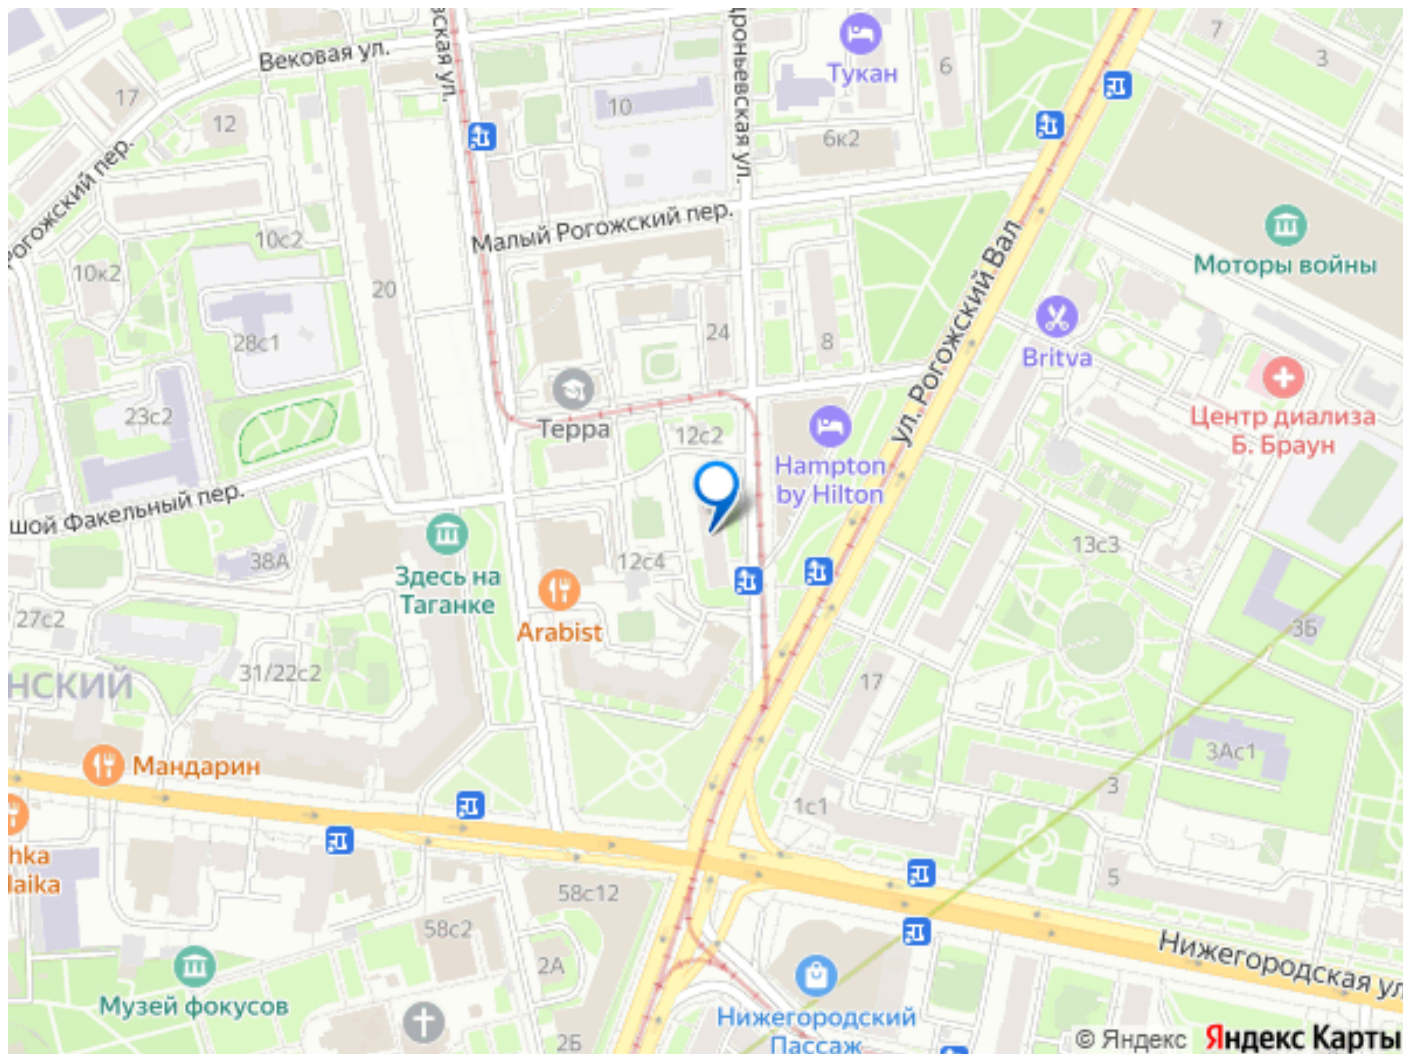 Вековая ул.
17
12
10
Тукан
6
7
3
6к2
Рогожский пер.
Малый Рогожский пер.
10с2
10к2
20
28с1
24
8
ул. Рогожский Вал
Моторы войны
Britva
Центр диализа
Б. Браун
23с2
Терра
12с2
Hampton
by Hilton
13с3
38А
Здесь на
Таганке
12с4
Arabist
27с2
31/22с2
17
3Б
3Ас1
Мандарин
1с1
3
5
58с12
58с2
2А
2Б
Музей фокусов
Нижегородский
Пассаж
Нижегородская ул
© Яндекс Яндекс Карты